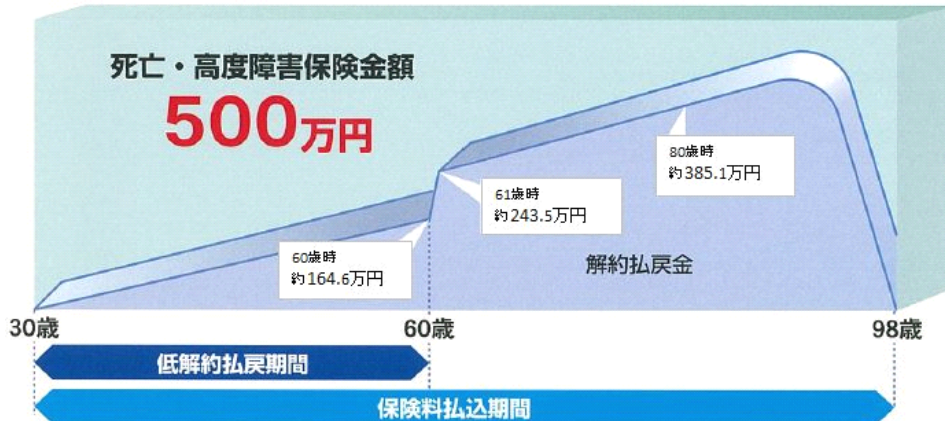 死亡・高度障害保険金額
500万円
80歳時
約385.1万円
61歳時
約243.5万円
60歳時
約164.6万円
解約払戻金
30歳
60歳
98歳
低解約払戻期間
保険料払込期間